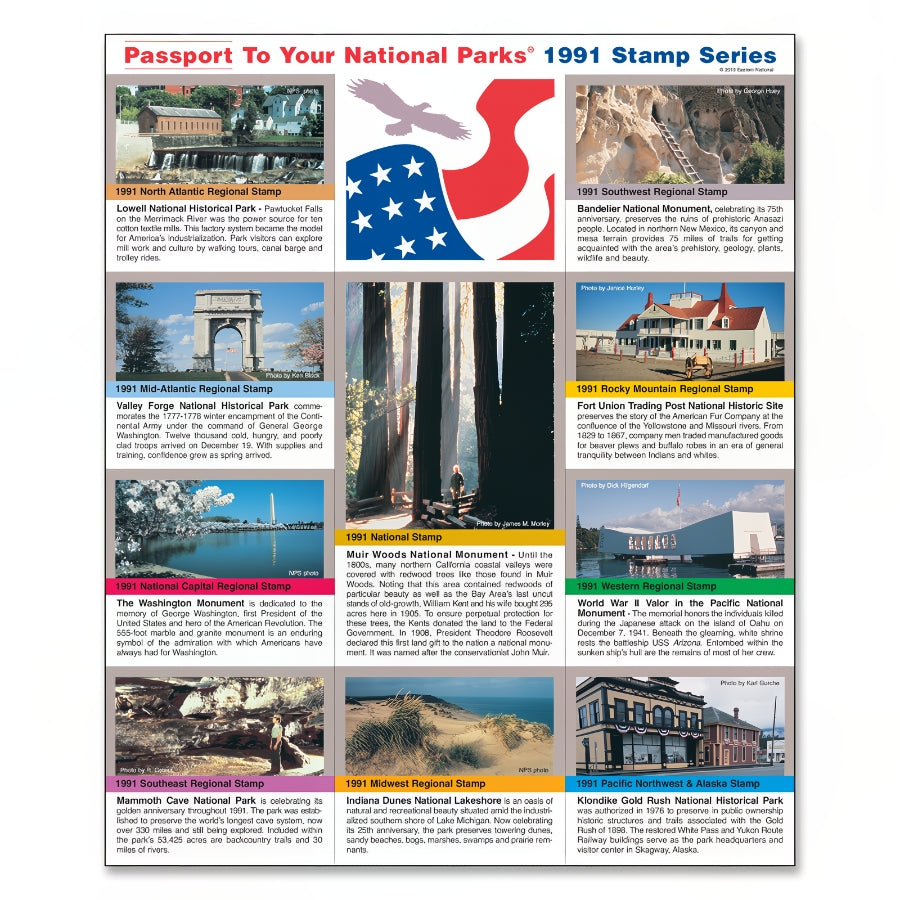 Passport To Your National Parks® 1991 Stamp Series
© 2013 Eastern National
NPS photo
1991 North Atlantic Regional Stamp
Lowell National Historical Park - Pawtucket Falls
on the Merrimack River was the power source for ten
cotton textile mills. This factory system became the model
for America's industrialization. Park visitors can explore
mill work and culture by walking tours, canal barge and
trolley rides.
Photo by George Huey
1991 Southwest Regional Stamp
Bandelier National Monument, celebrating its 75th
anniversary, preserves the ruins of prehistoric Anasazi
people. Located in northern New Mexico, its canyon and
mesa terrain provides 75 miles of trails for getting
acquainted with the area's prehistory, geology, plants,
wildlife and beauty.
Photo by Ken Block
1991 Mid-Atlantic Regional Stamp
Valley Forge National Historical Park comme-
morates the 1777-1778 winter encampment of the Conti-
nental Army under the command of General George
Washington. Twelve thousand cold, hungry, and poorly
clad troops arrived on December 19. With supplies and
training, confidence grew as spring arrived.
Photo by James M. Morley
1991 National Stamp
Muir Woods National Monument - Until the
1800s, many northern California coastal valleys were
covered with redwood trees like those found in Muir
Woods. Noting that this area contained redwoods of
particular beauty as well as the Bay Area's last uncut
stands of old-growth, William Kent and his wife bought 295
acres here in 1905. To ensure perpetual protection for
these trees, the Kents donated the land to the Federal
Government. In 1908, President Theodore Roosevelt
declared this first land gift to the nation a national monu-
ment. It was named after the conservationist John Muir.
Photo by Janice Hurley
1991 Rocky Mountain Regional Stamp
Fort Union Trading Post National Historic Site
preserves the story of the American Fur Company at the
confluence of the Yellowstone and Missouri rivers. From
1829 to 1867, company men traded manufactured goods
for beaver plews and buffalo robes in an era of general
tranquility between Indians and whites.
NPS photo
1991 National Capital Regional Stamp
The Washington Monument is dedicated to the
memory of George Washington, first President of the
United States and hero of the American Revolution. The
555-foot marble and granite monument is an enduring
symbol of the admiration with which Americans have
always had for Washington.
Photo by Dick Hilgendorf
1991 Western Regional Stamp
World War II Valor in the Pacific National
Monument - The memorial honors the individuals killed
during the Japanese attack on the island of Oahu on
December 7, 1941. Beneath the gleaming, white shrine
rests the battleship USS Arizona. Entombed within the
sunken ship's hull are the remains of most of her crew.
Photo by R.
1991 Southeast Regional Stamp
Mammoth Cave National Park is celebrating its
golden anniversary throughout 1991. The park was estab-
lished to preserve the world's longest cave system, now
over 330 miles and still being explored. Included within
the park's 53,425 acres are backcountry trails and 30
miles of rivers.
NPS photo
1991 Midwest Regional Stamp
Indiana Dunes National Lakeshore is an oasis of
natural and recreational beauty situated amid the industri-
alized southern shore of Lake Michigan. Now celebrating
its 25th anniversary, the park preserves towering dunes,
sandy beaches, bogs, marshes, swamps and prairie rem-
nants.
Photo by Karl Gurcke
1991 Pacific Northwest & Alaska Stamp
Klondike Gold Rush National Historical Park
was authorized in 1976 to preserve in public ownership
historic structures and trails associated with the Gold
Rush of 1898. The restored White Pass and Yukon Route
Railway buildings serve as the park headquarters and
visitor center in Skagway, Alaska.